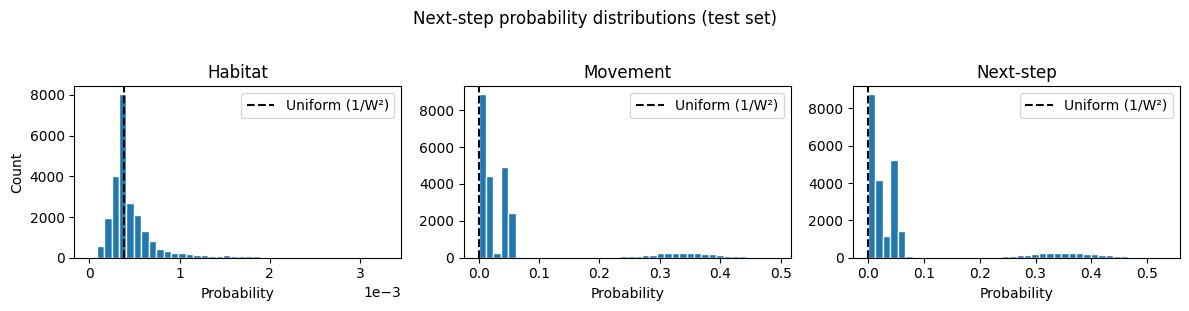 Next-step probability distributions (test set)
Habitat
Uniform (1/W²)
Count
8000
6000
4000
2000
0
0 1 2 3
1e−3
Probability
Movement
Uniform (1/W²)
8000
6000
4000
2000
0
0.0 0.1 0.2 0.3 0.4 0.5
Probability
Next-step
Uniform (1/W²)
8000
6000
4000
2000
0
0.0 0.1 0.2 0.3 0.4 0.5
Probability